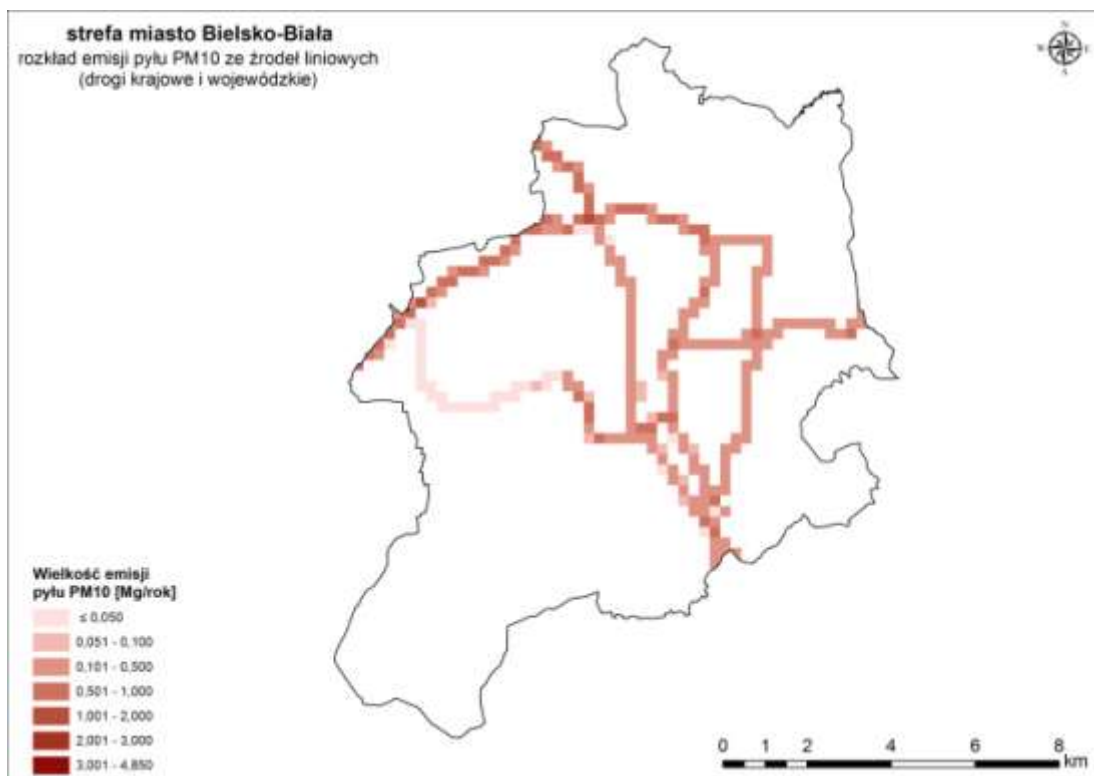 strefa miasto Bielsko-Biała
rozkład emisji pyłu PM10 ze źrodeł liniowych
(drogi krajowe i wojewódzkie)
N
W E
S
Wielkość emisji
pyłu PM10 [Mg/rok]
≤ 0,050
0,051 - 0,100
0,101 - 0,500
0,501 - 1,000
1,001 - 2,000
2,001 - 3,000
3,001 - 4,850
0 1 2 4 6 8
km